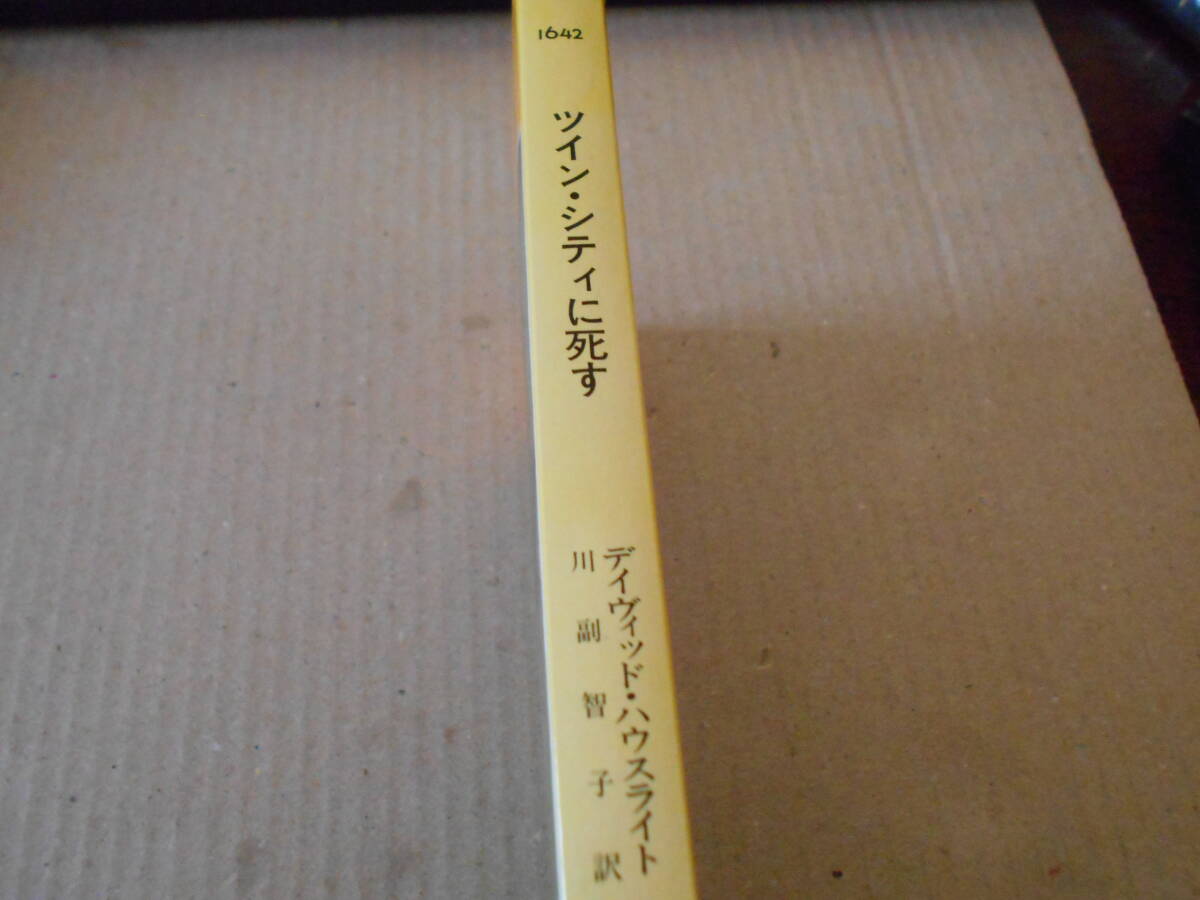 1642
ツイン・シティに死す
デイヴィッド・ハウスライト
川副智子訳